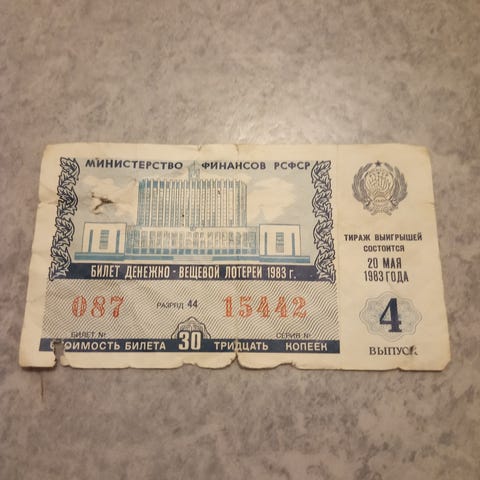 МИНИСТЕРСТВО ФИНАНСОВ РСФСР
БИЛЕТ ДЕНЕЖНО - ВЕЩЕВОЙ ЛОТЕРЕИ 1983 г.
087 РАЗРЯД 44 15442
БИЛЕТ № СЕРИЯ №
СТОИМОСТЬ БИЛЕТА 30 ТРИДЦАТЬ КОПЕЕК
ТИРАЖ ВЫИГРЫШЕЙ
СОСТОИТСЯ
20 МАЯ
1983 ГОДА
4
ВЫПУСК